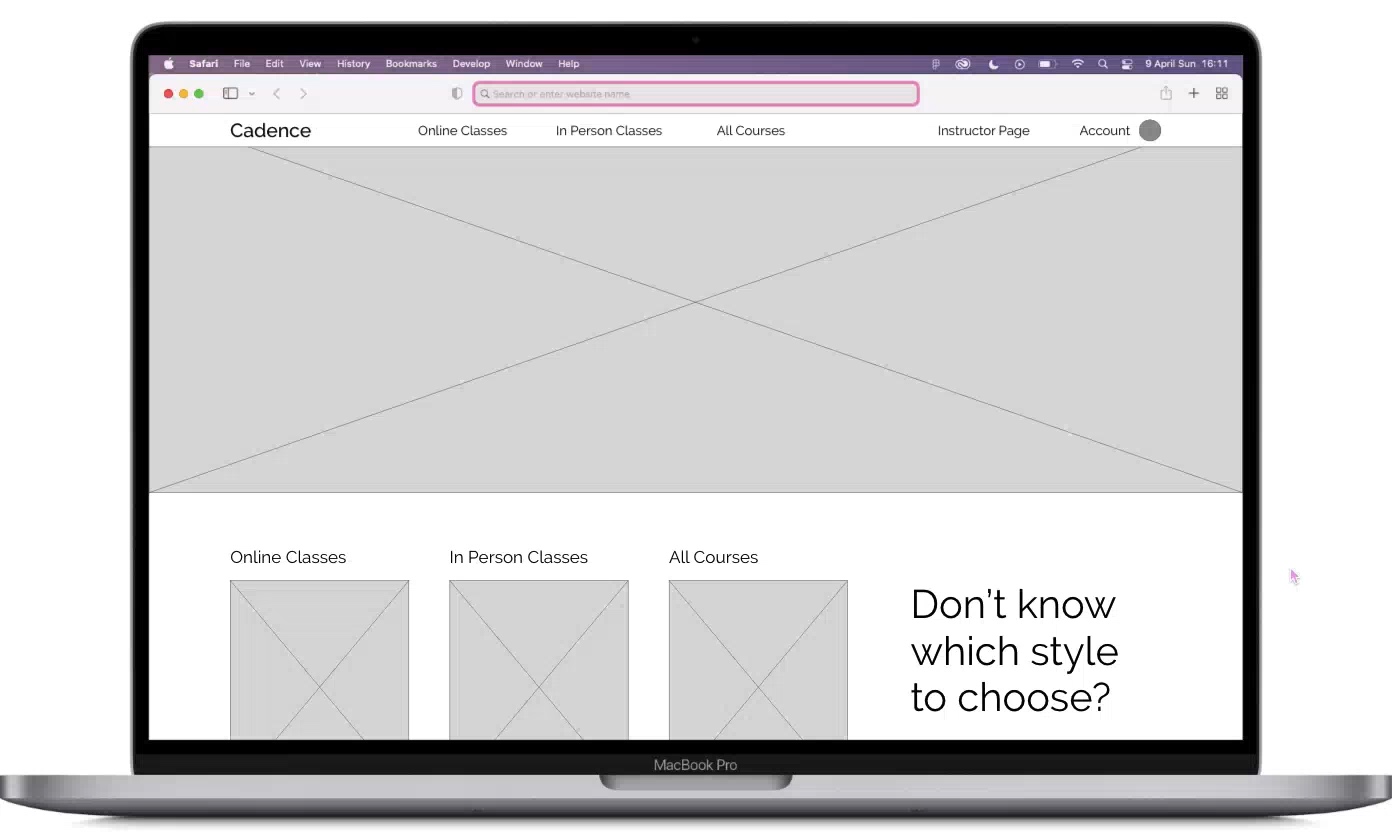 Safari File Edit View History Bookmarks Develop Window Help 9 April Sun 16:11
Search or enter website name
Cadence Online Classes In Person Classes All Courses Instructor Page Account
Online Classes In Person Classes All Courses
Don’t know
which style
to choose?
MacBook Pro